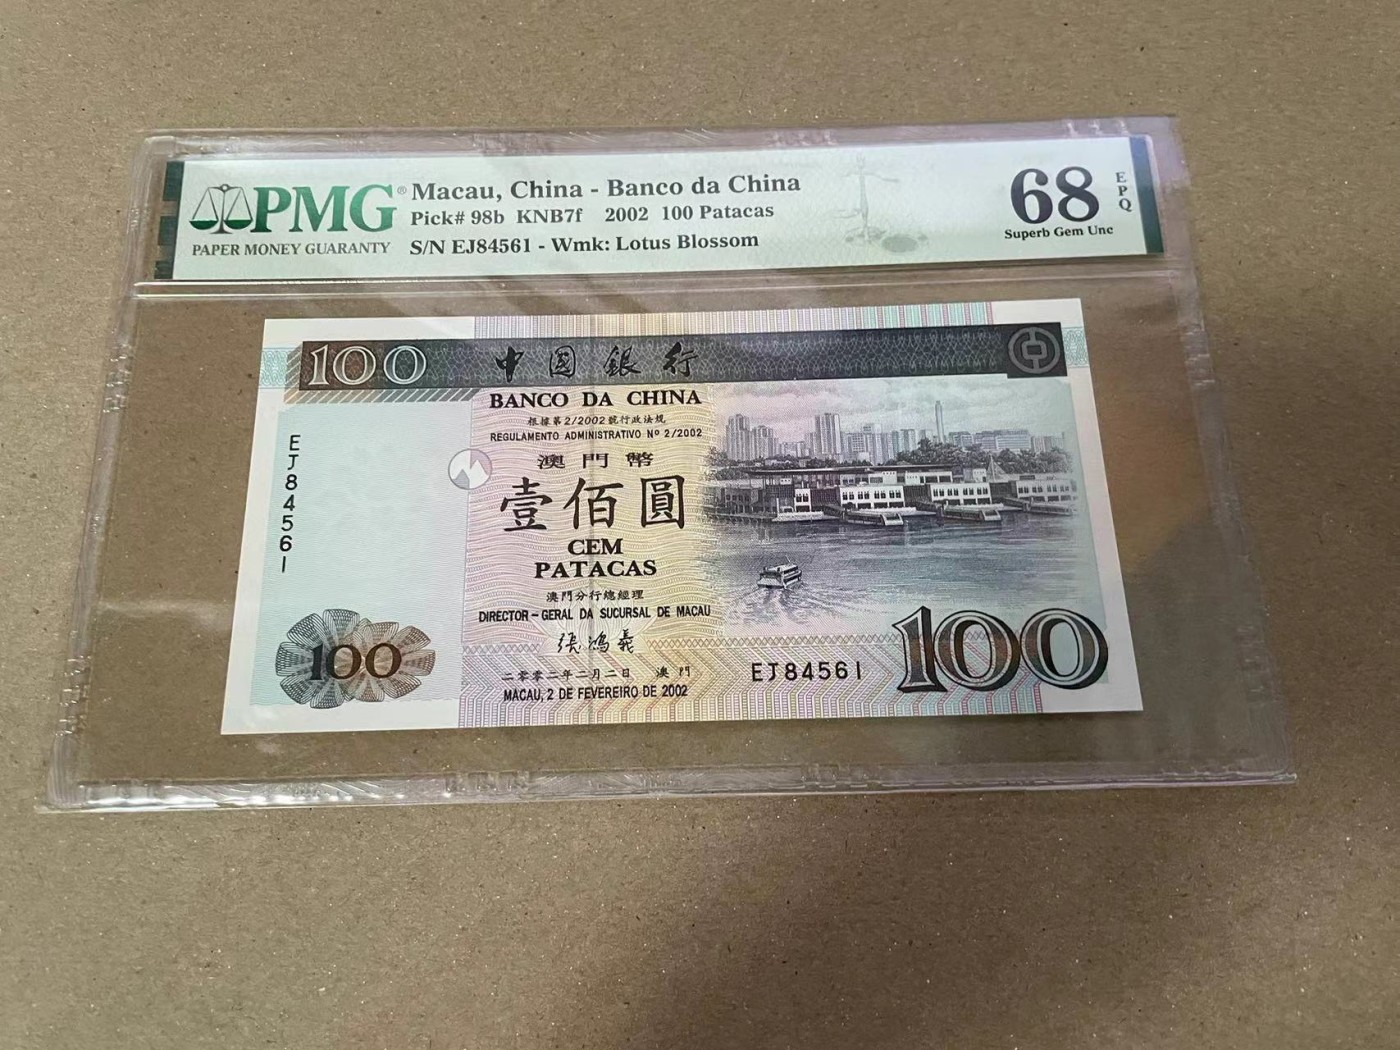 PMG®
PAPER MONEY GUARANTY
Macau, China - Banco da China
Pick# 98b KNB7f 2002 100 Patacas
S/N EJ84561 - Wmk: Lotus Blossom
68
EPQ
Superb Gem Unc
100
中國銀行
BANCO DA CHINA
根據第2/2002號行政法規
REGULAMENTO ADMINISTRATIVO Nº 2/2002
澳門幣
壹佰圓
CEM
PATACAS
澳門分行總經理
DIRECTOR-GERAL DA SUCURSAL DE MACAU
張鴻義
二零零二年二月二日 澳門
MACAU, 2 DE FEVEREIRO DE 2002
EJ84561
100
EJ84561
100